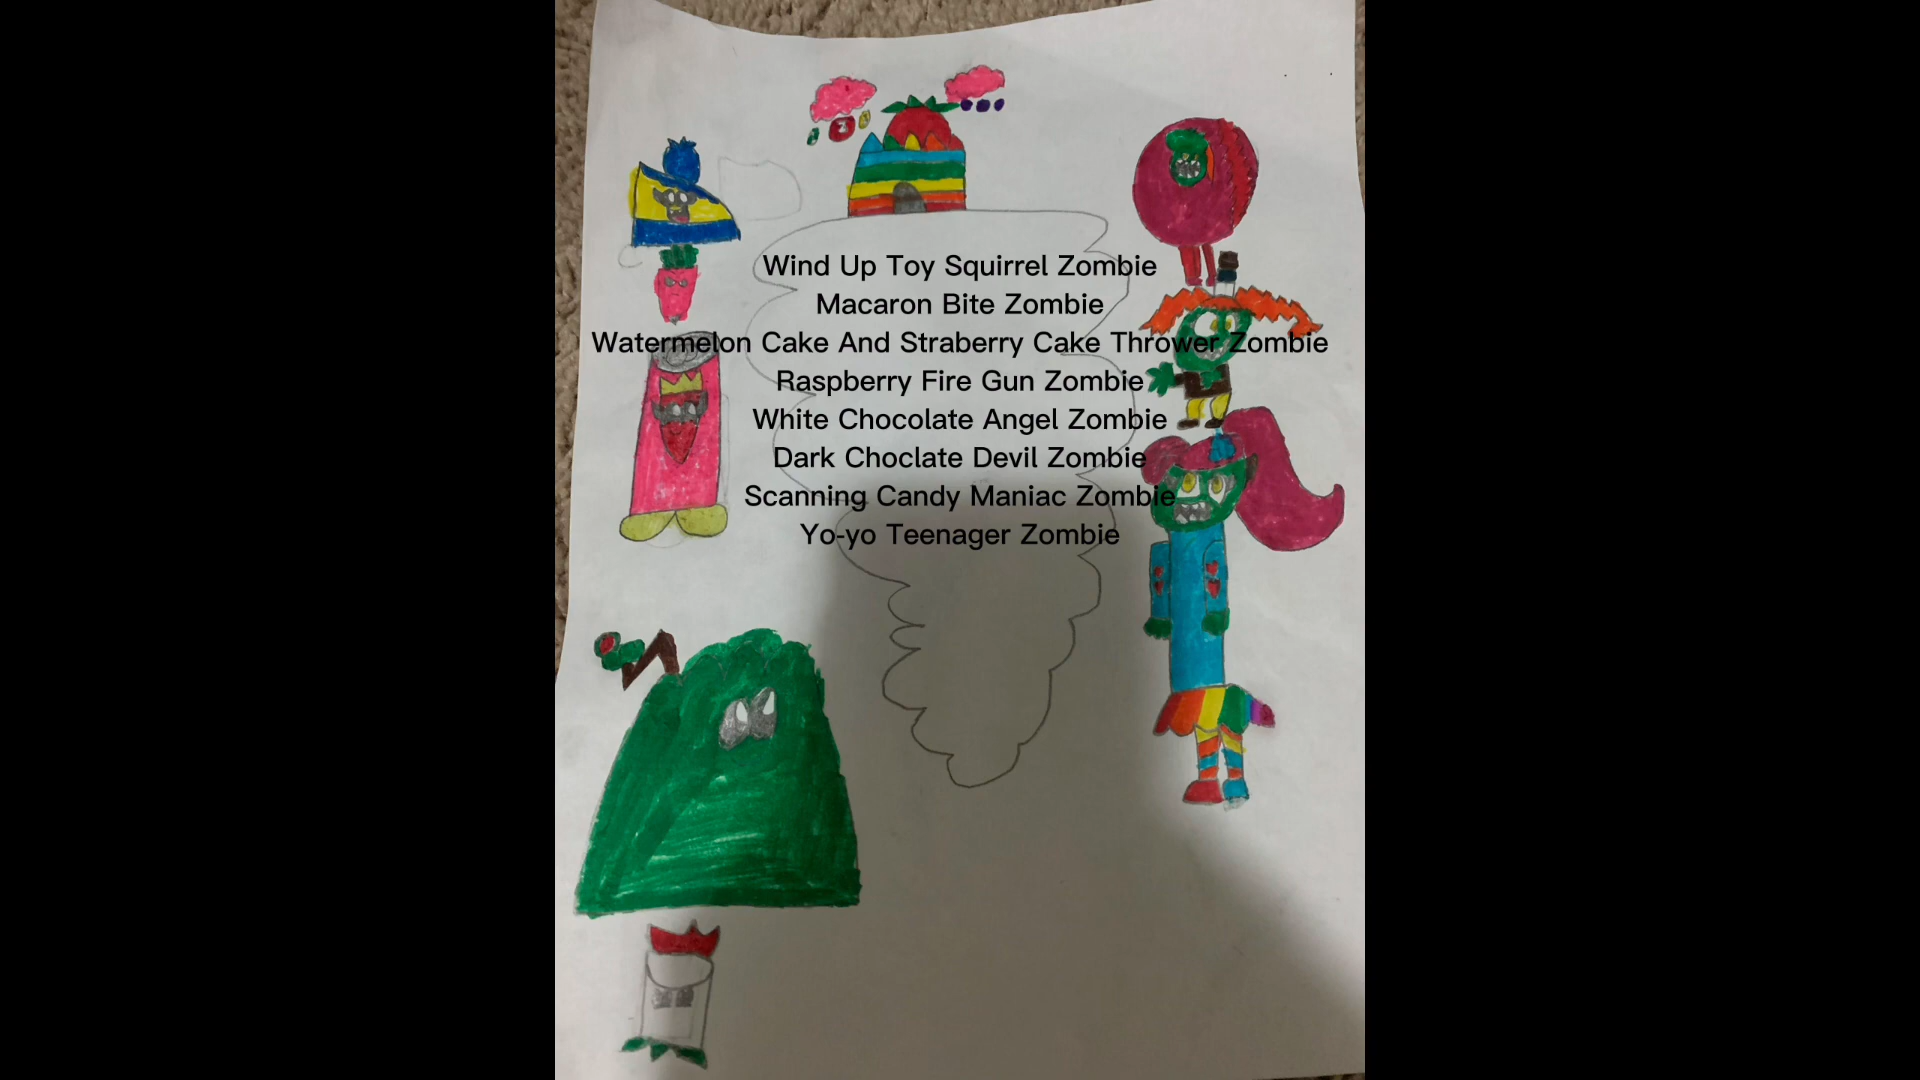 Wind Up Toy Squirrel Zombie
Macaron Bite Zombie
Watermelon Cake And Straberry Cake Thrower Zombie
Raspberry Fire Gun Zombie
White Chocolate Angel Zombie
Dark Choclate Devil Zombie
Scanning Candy Maniac Zombie
Yo-yo Teenager Zombie